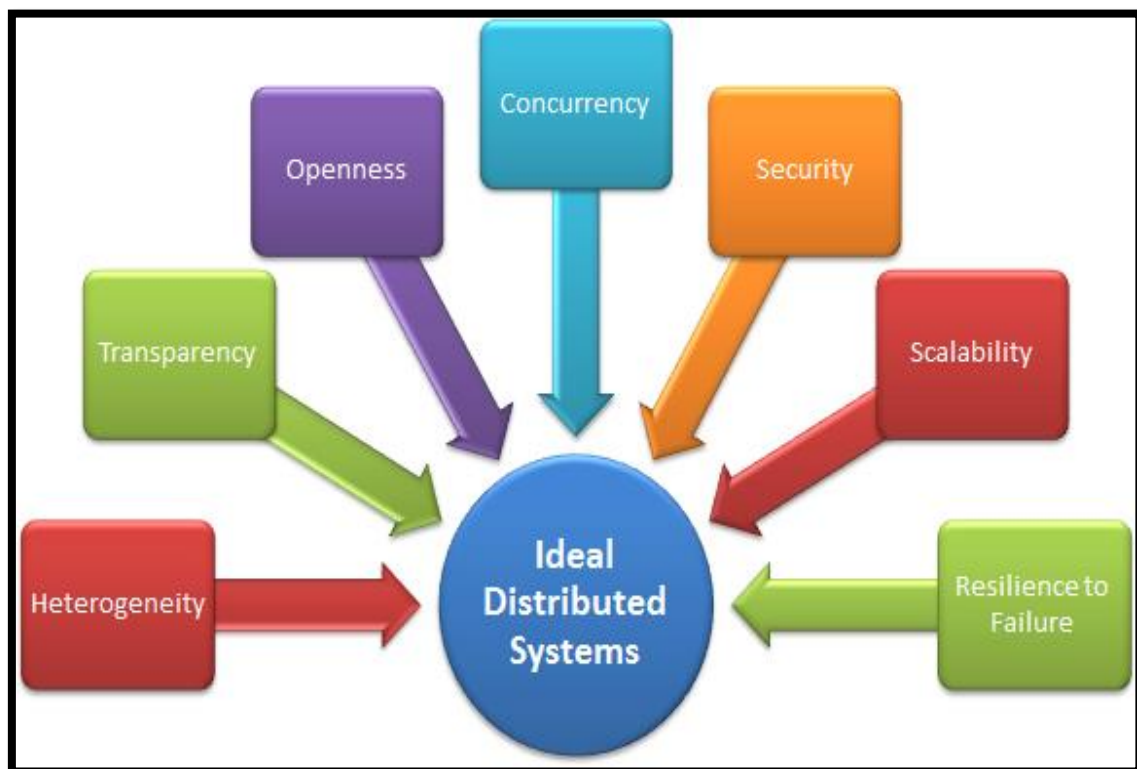 Concurrency
Openness
Security
Transparency
Scalability
Heterogeneity
Ideal
Distributed
Systems
Resilience to
Failure